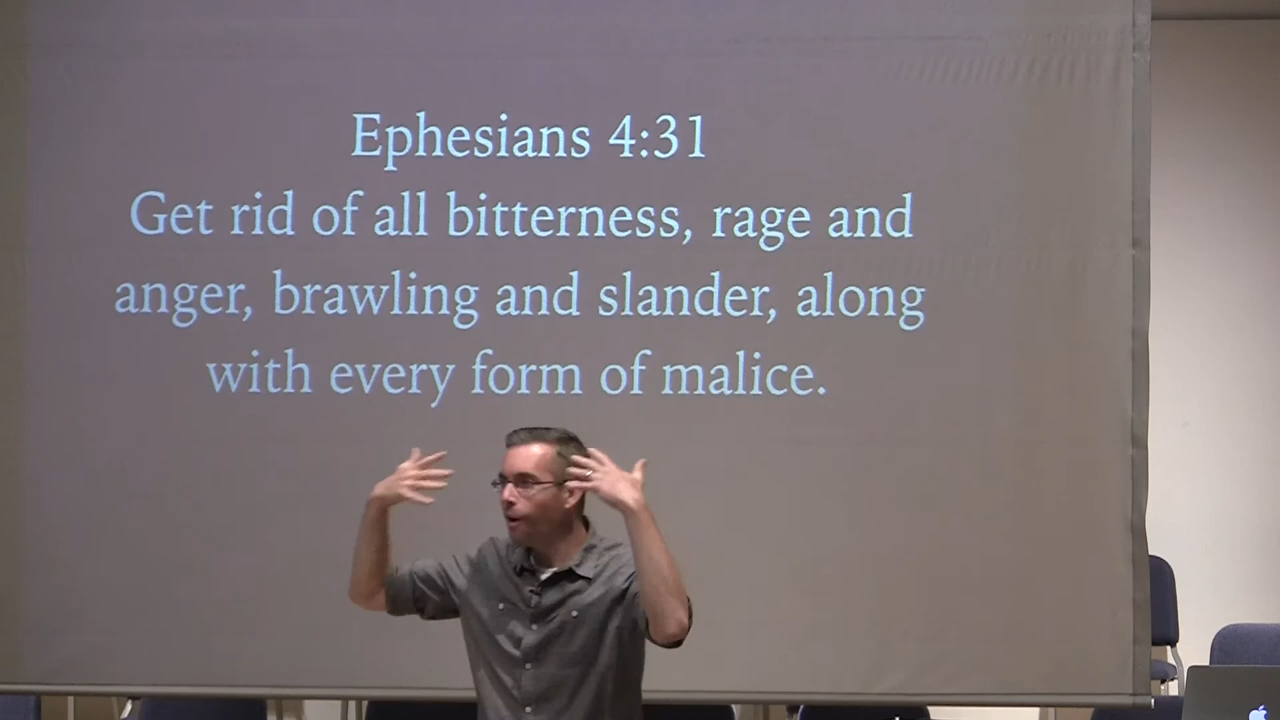 Ephesians 4:31
Get rid of all bitterness, rage and
anger, brawling and slander, along
with every form of malice.